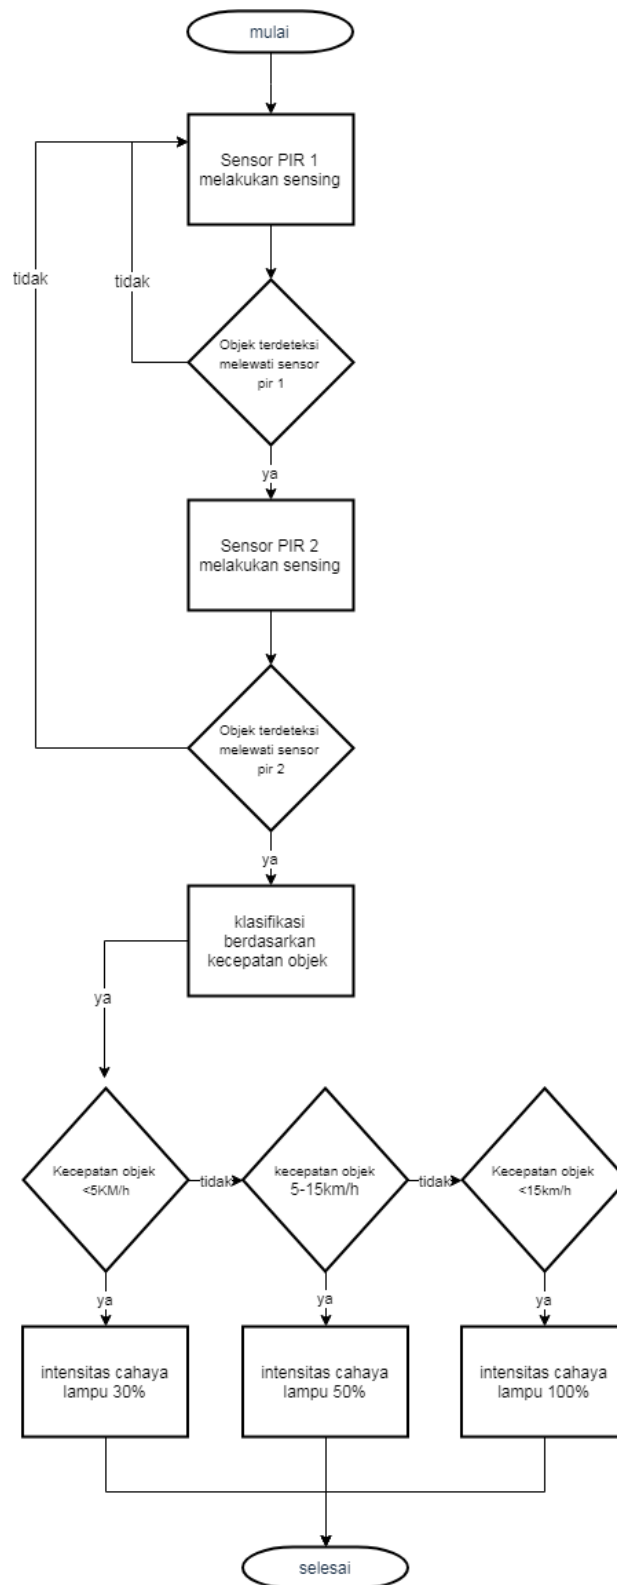 mulai
Sensor PIR 1
melakukan sensing
tidak
tidak
Objek terdeteksi
melewati sensor
pir 1
ya
Sensor PIR 2
melakukan sensing
Objek terdeteksi
melewati sensor
pir 2
ya
klasifikasi
berdasarkan
kecepatan objek
ya
Kecepatan objek
<5KM/h
tidak
kecepatan objek
5-15km/h
tidak
Kecepatan objek
<15km/h
ya
ya
ya
intensitas cahaya
lampu 30%
intensitas cahaya
lampu 50%
intensitas cahaya
lampu 100%
selesai